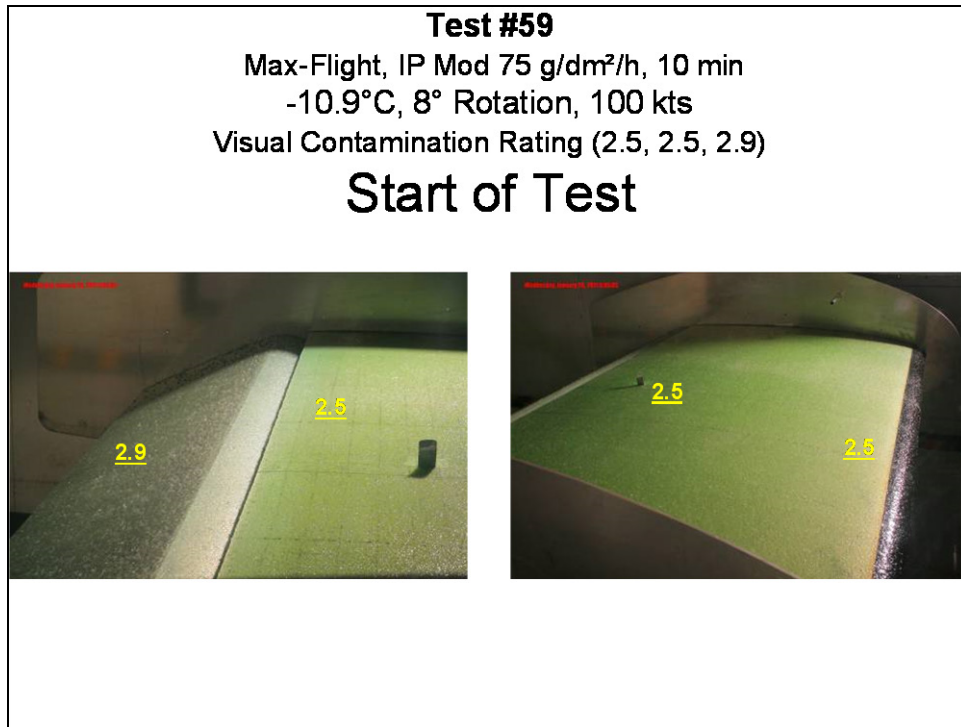 Test #59
Max-Flight, IP Mod 75 g/dm²/h, 10 min
-10.9°C, 8° Rotation, 100 kts
Visual Contamination Rating (2.5, 2.5, 2.9)
Start of Test
2.5
2.9
2.5
2.5